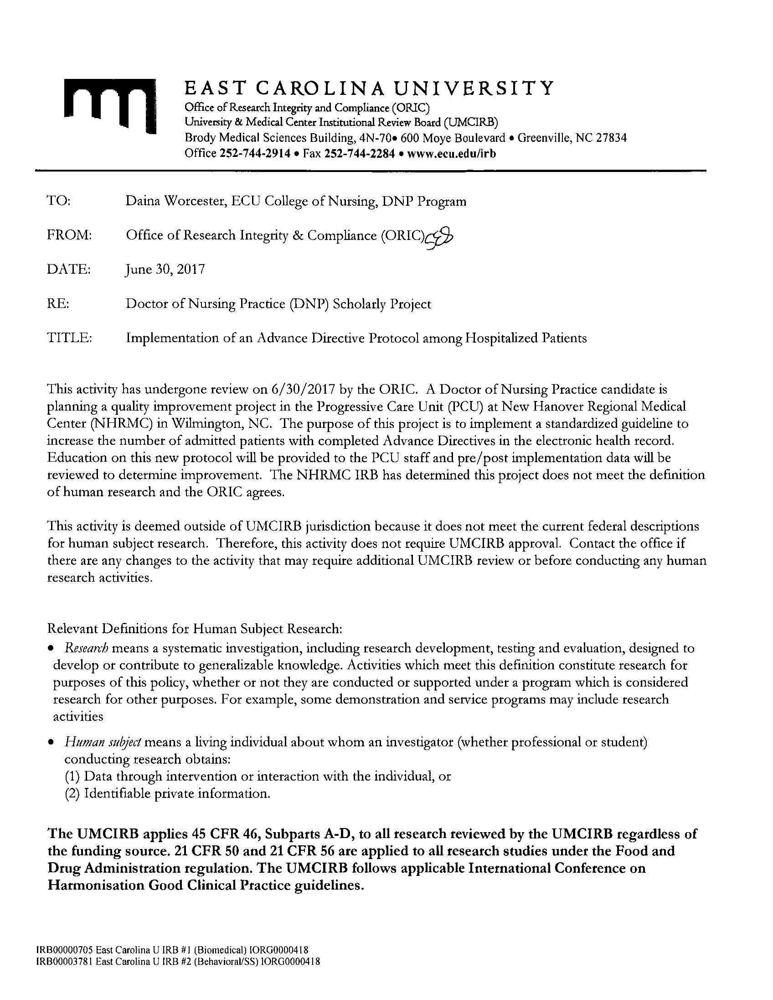 EAST CAROLINA UNIVERSITY
Office of Research Integrity and Compliance (ORIC)
University & Medical Center Institutional Review Board (UMCIRB)
Brody Medical Sciences Building, 4N-70• 600 Moye Boulevard • Greenville, NC 27834
Office 252-744-2914 • Fax 252-744-2284 • www.ecu.edu/irb
TO: Daina Worcester, ECU College of Nursing, DNP Program
FROM: Office of Research Integrity & Compliance (ORIC)
DATE: June 30, 2017
RE: Doctor of Nursing Practice (DNP) Scholarly Project
TITLE: Implementation of an Advance Directive Protocol among Hospitalized Patients
This activity has undergone review on 6/30/2017 by the ORIC. A Doctor of Nursing Practice candidate is
planning a quality improvement project in the Progressive Care Unit (PCU) at New Hanover Regional Medical
Center (NHRMC) in Wilmington, NC. The purpose of this project is to implement a standardized guideline to
increase the number of admitted patients with completed Advance Directives in the electronic health record.
Education on this new protocol will be provided to the PCU staff and pre/post implementation data will be
reviewed to determine improvement. The NHRMC IRB has determined this project does not meet the definition
of human research and the ORIC agrees.
This activity is deemed outside of UMCIRB jurisdiction because it does not meet the current federal descriptions
for human subject research. Therefore, this activity does not require UMCIRB approval. Contact the office if
there are any changes to the activity that may require additional UMCIRB review or before conducting any human
research activities.
Relevant Definitions for Human Subject Research:
• Research means a systematic investigation, including research development, testing and evaluation, designed to
develop or contribute to generalizable knowledge. Activities which meet this definition constitute research for
purposes of this policy, whether or not they are conducted or supported under a program which is considered
research for other purposes. For example, some demonstration and service programs may include research
activities
• Human subject means a living individual about whom an investigator (whether professional or student)
conducting research obtains:
(1) Data through intervention or interaction with the individual, or
(2) Identifiable private information.
The UMCIRB applies 45 CFR 46, Subparts A-D, to all research reviewed by the UMCIRB regardless of
the funding source. 21 CFR 50 and 21 CFR 56 are applied to all research studies under the Food and
Drug Administration regulation. The UMCIRB follows applicable International Conference on
Harmonisation Good Clinical Practice guidelines.
IRB00000705 East Carolina U IRB #1 (Biomedical) IORG0000418
IRB00003781 East Carolina U IRB #2 (Behavioral/SS) IORG0000418